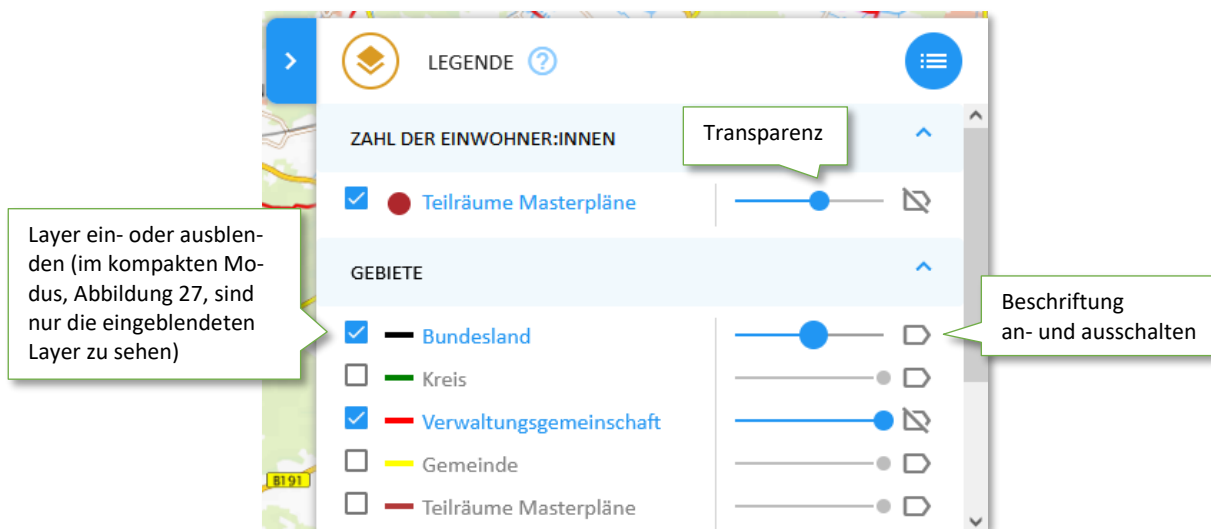 LEGENDE ?
Transparenz
ZAHL DER EINWOHNER:INNEN
Teilräume Masterpläne
Layer ein- oder ausblen-
den (im kompakten Mo-
dus, Abbildung 27, sind
nur die eingeblendeten
Layer zu sehen)
GEBIETE
Beschriftung
an- und ausschalten
Bundesland
Kreis
Verwaltungsgemeinschaft
Gemeinde
B191
Teilräume Masterpläne